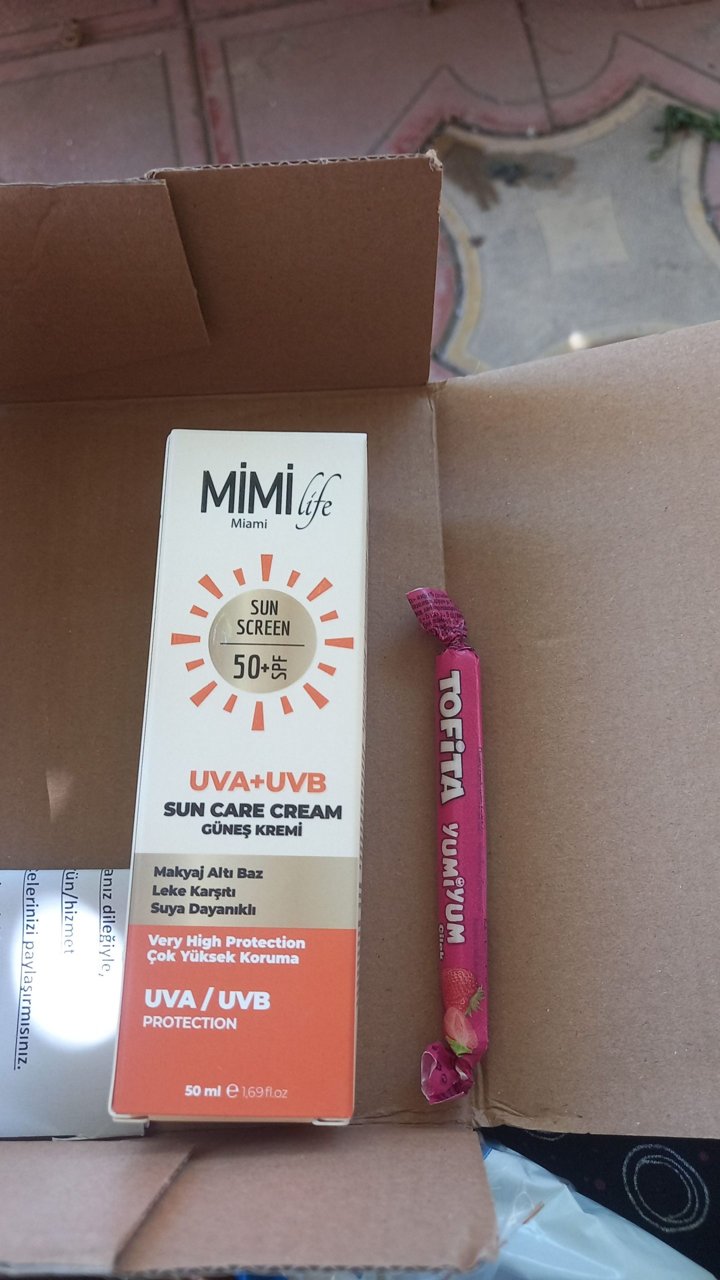 MİMİ life
Miami
SUN
SCREEN
50+ SPF
UVA+UVB
SUN CARE CREAM
GÜNEŞ KREMİ
Makyaj Altı Baz
Leke Karşıtı
Suya Dayanıklı
Very High Protection
Çok Yüksek Koruma
UVA / UVB
PROTECTION
50 ml e 1,69 fl.oz
TOFiTA YUMiYUM
Çilek
anız dileğiyle,
ün/hizmet
elerinizi paylaşırmısınız.